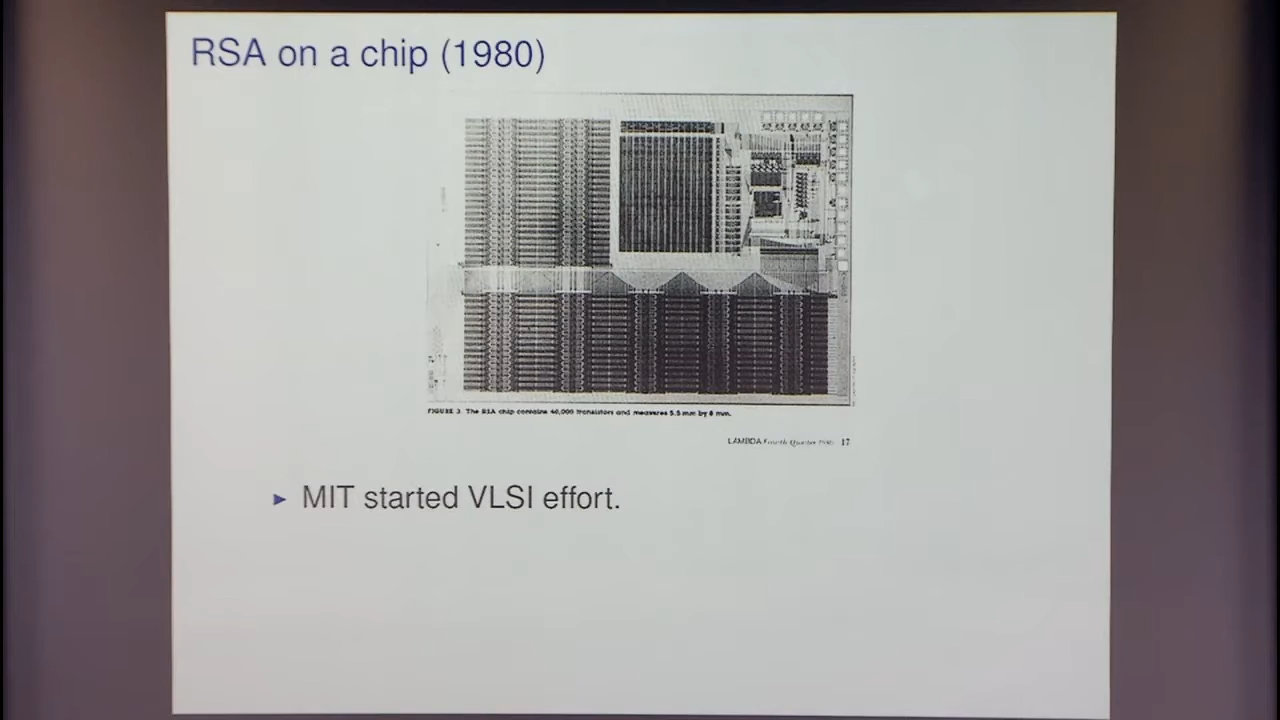 RSA on a chip (1980)
FIGURE 3 The RSA chip contains 40,000 transistors and measures 5.5 mm by 8 mm.
LAMBDA Fourth Quarter 1980 17
MIT started VLSI effort.